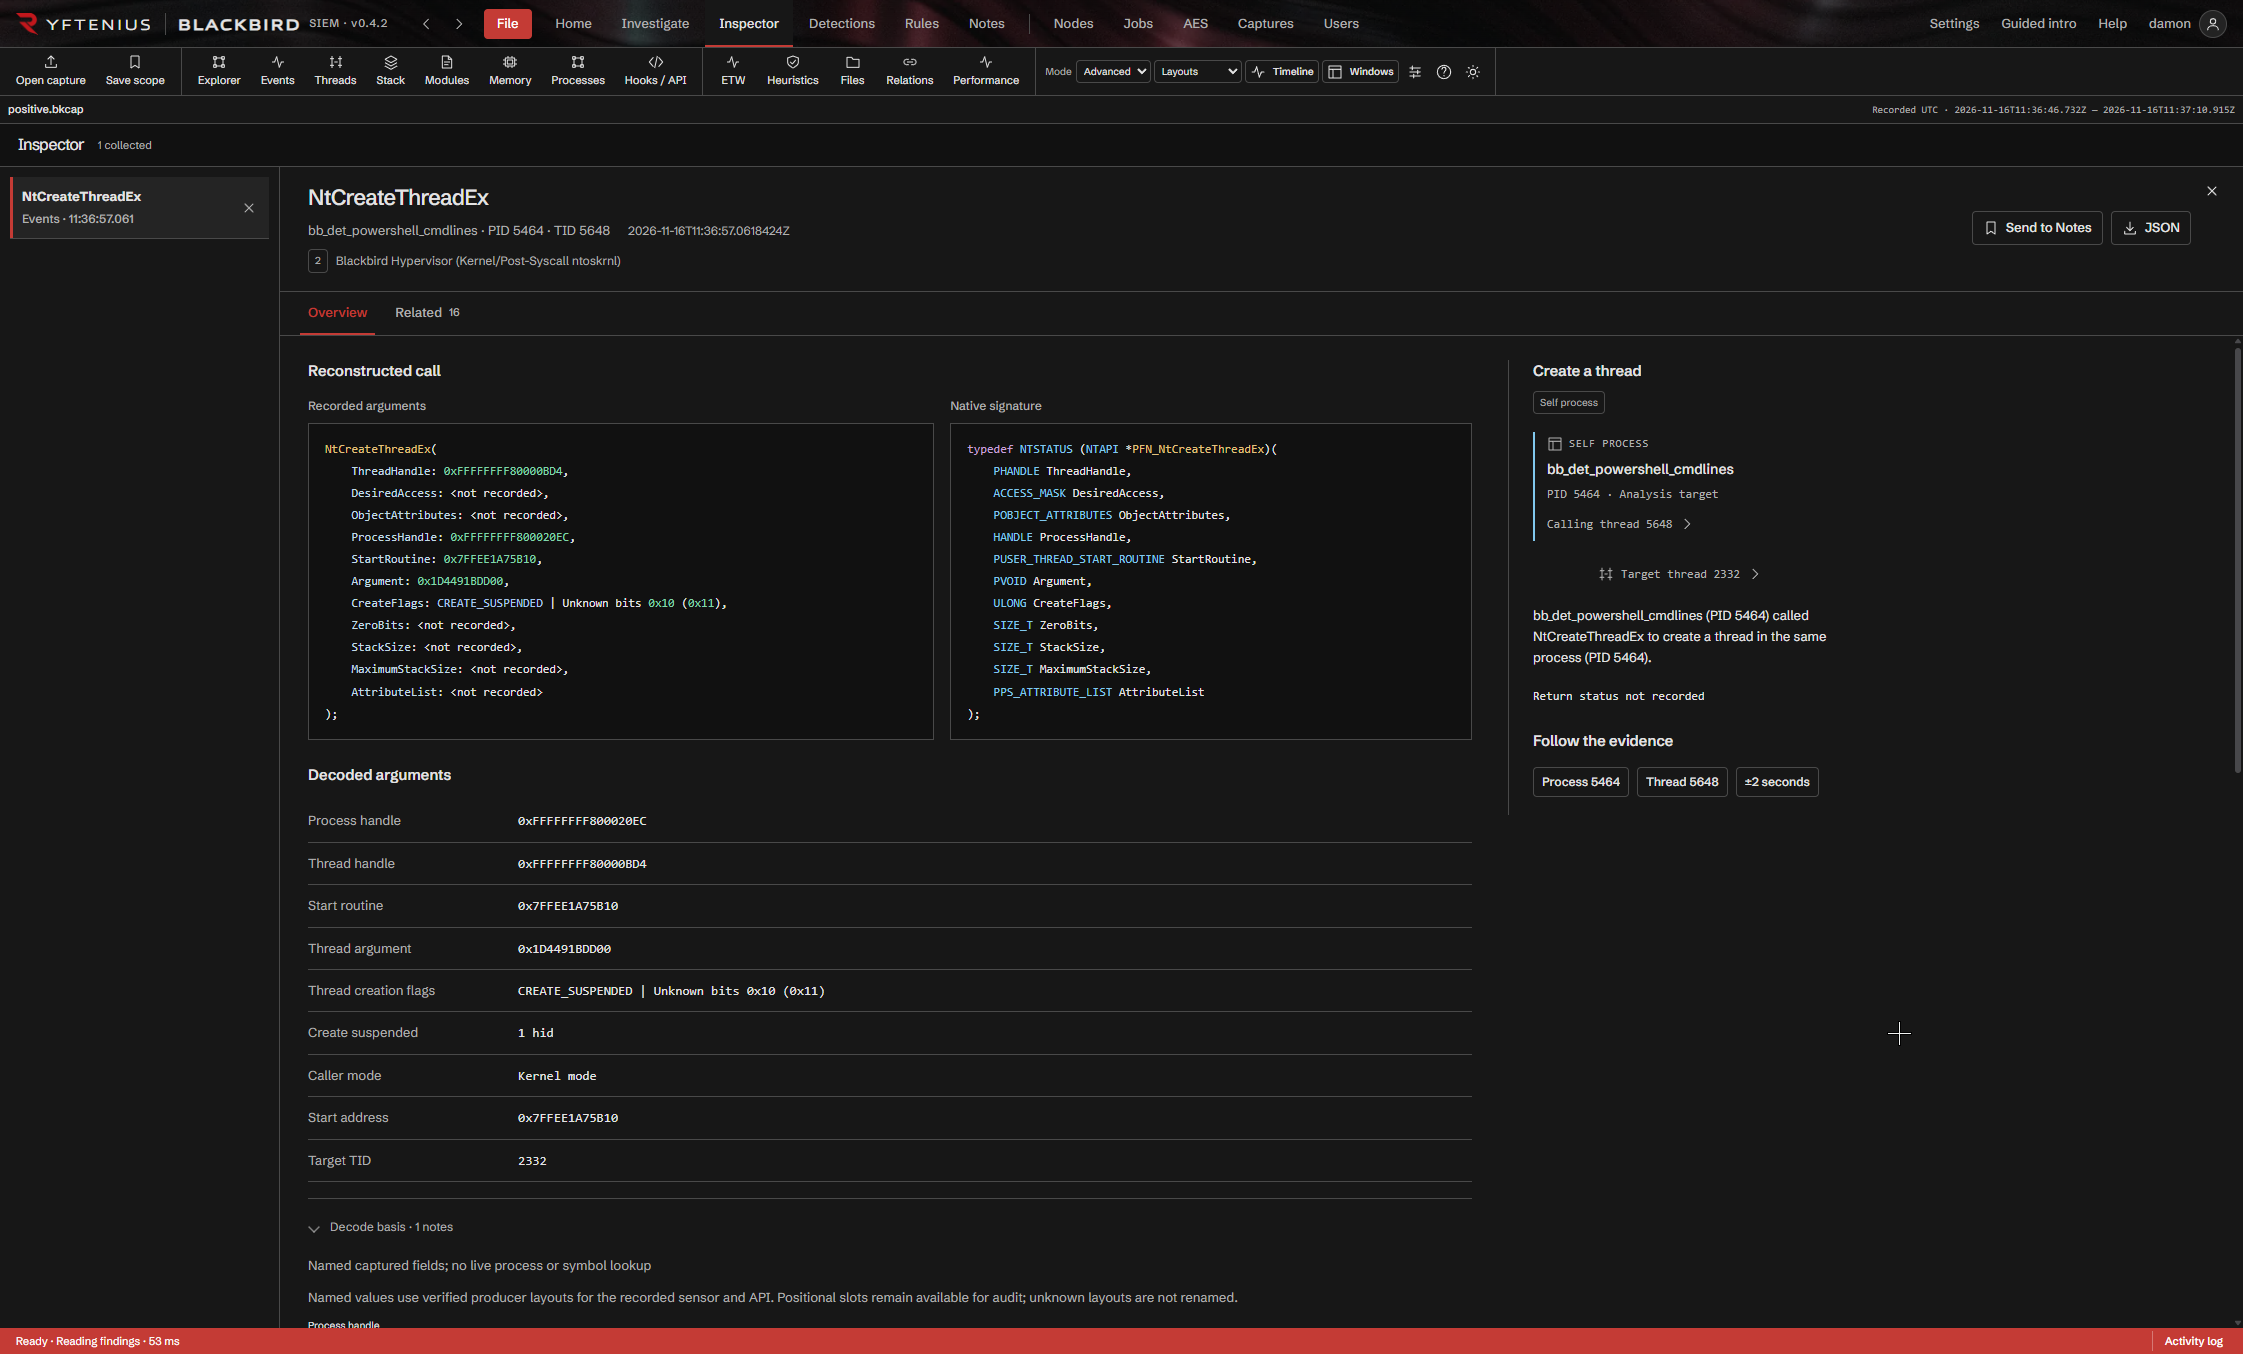 YFTENIUS BLACKBIRD SIEM · v0.4.2 File Home Investigate Inspector Detections Rules Notes Nodes Jobs AES Captures Users Settings Guided intro Help damon
Open capture Save scope Explorer Events Threads Stack Modules Memory Processes Hooks / API ETW Heuristics Files Relations Performance Mode Advanced Layouts Timeline Windows
positive.bkcap Recorded UTC · 2026-11-16T11:36:46.732Z — 2026-11-16T11:37:10.915Z
Inspector 1 collected
NtCreateThreadEx
Events · 11:36:57.061
NtCreateThreadEx
bb_det_powershell_cmdlines · PID 5464 · TID 5648 2026-11-16T11:36:57.0618424Z
2 Blackbird Hypervisor (Kernel/Post-Syscall ntoskrnl)
Send to Notes JSON
Overview Related 16
Reconstructed call
Recorded arguments
NtCreateThreadEx(
ThreadHandle: 0xFFFFFFFF80000BD4,
DesiredAccess: <not recorded>,
ObjectAttributes: <not recorded>,
ProcessHandle: 0xFFFFFFFF800020EC,
StartRoutine: 0x7FFEE1A75B10,
Argument: 0x1D4491BDD00,
CreateFlags: CREATE_SUSPENDED | Unknown bits 0x10 (0x11),
ZeroBits: <not recorded>,
StackSize: <not recorded>,
MaximumStackSize: <not recorded>,
AttributeList: <not recorded>
);
Native signature
typedef NTSTATUS (NTAPI *PFN_NtCreateThreadEx)(
PHANDLE ThreadHandle,
ACCESS_MASK DesiredAccess,
POBJECT_ATTRIBUTES ObjectAttributes,
HANDLE ProcessHandle,
PUSER_THREAD_START_ROUTINE StartRoutine,
PVOID Argument,
ULONG CreateFlags,
SIZE_T ZeroBits,
SIZE_T StackSize,
SIZE_T MaximumStackSize,
PPS_ATTRIBUTE_LIST AttributeList
);
Decoded arguments
Process handle 0xFFFFFFFF800020EC
Thread handle 0xFFFFFFFF80000BD4
Start routine 0x7FFEE1A75B10
Thread argument 0x1D4491BDD00
Thread creation flags CREATE_SUSPENDED | Unknown bits 0x10 (0x11)
Create suspended 1 hid
Caller mode Kernel mode
Start address 0x7FFEE1A75B10
Target TID 2332
Decode basis · 1 notes
Named captured fields; no live process or symbol lookup
Named values use verified producer layouts for the recorded sensor and API. Positional slots remain available for audit; unknown layouts are not renamed.
Process handle
Create a thread
Self process
SELF PROCESS
bb_det_powershell_cmdlines
PID 5464 · Analysis target
Calling thread 5648
Target thread 2332
bb_det_powershell_cmdlines (PID 5464) called
NtCreateThreadEx to create a thread in the same
process (PID 5464).
Return status not recorded
Follow the evidence
Process 5464 Thread 5648 ±2 seconds
Ready · Reading findings · 53 ms Activity log